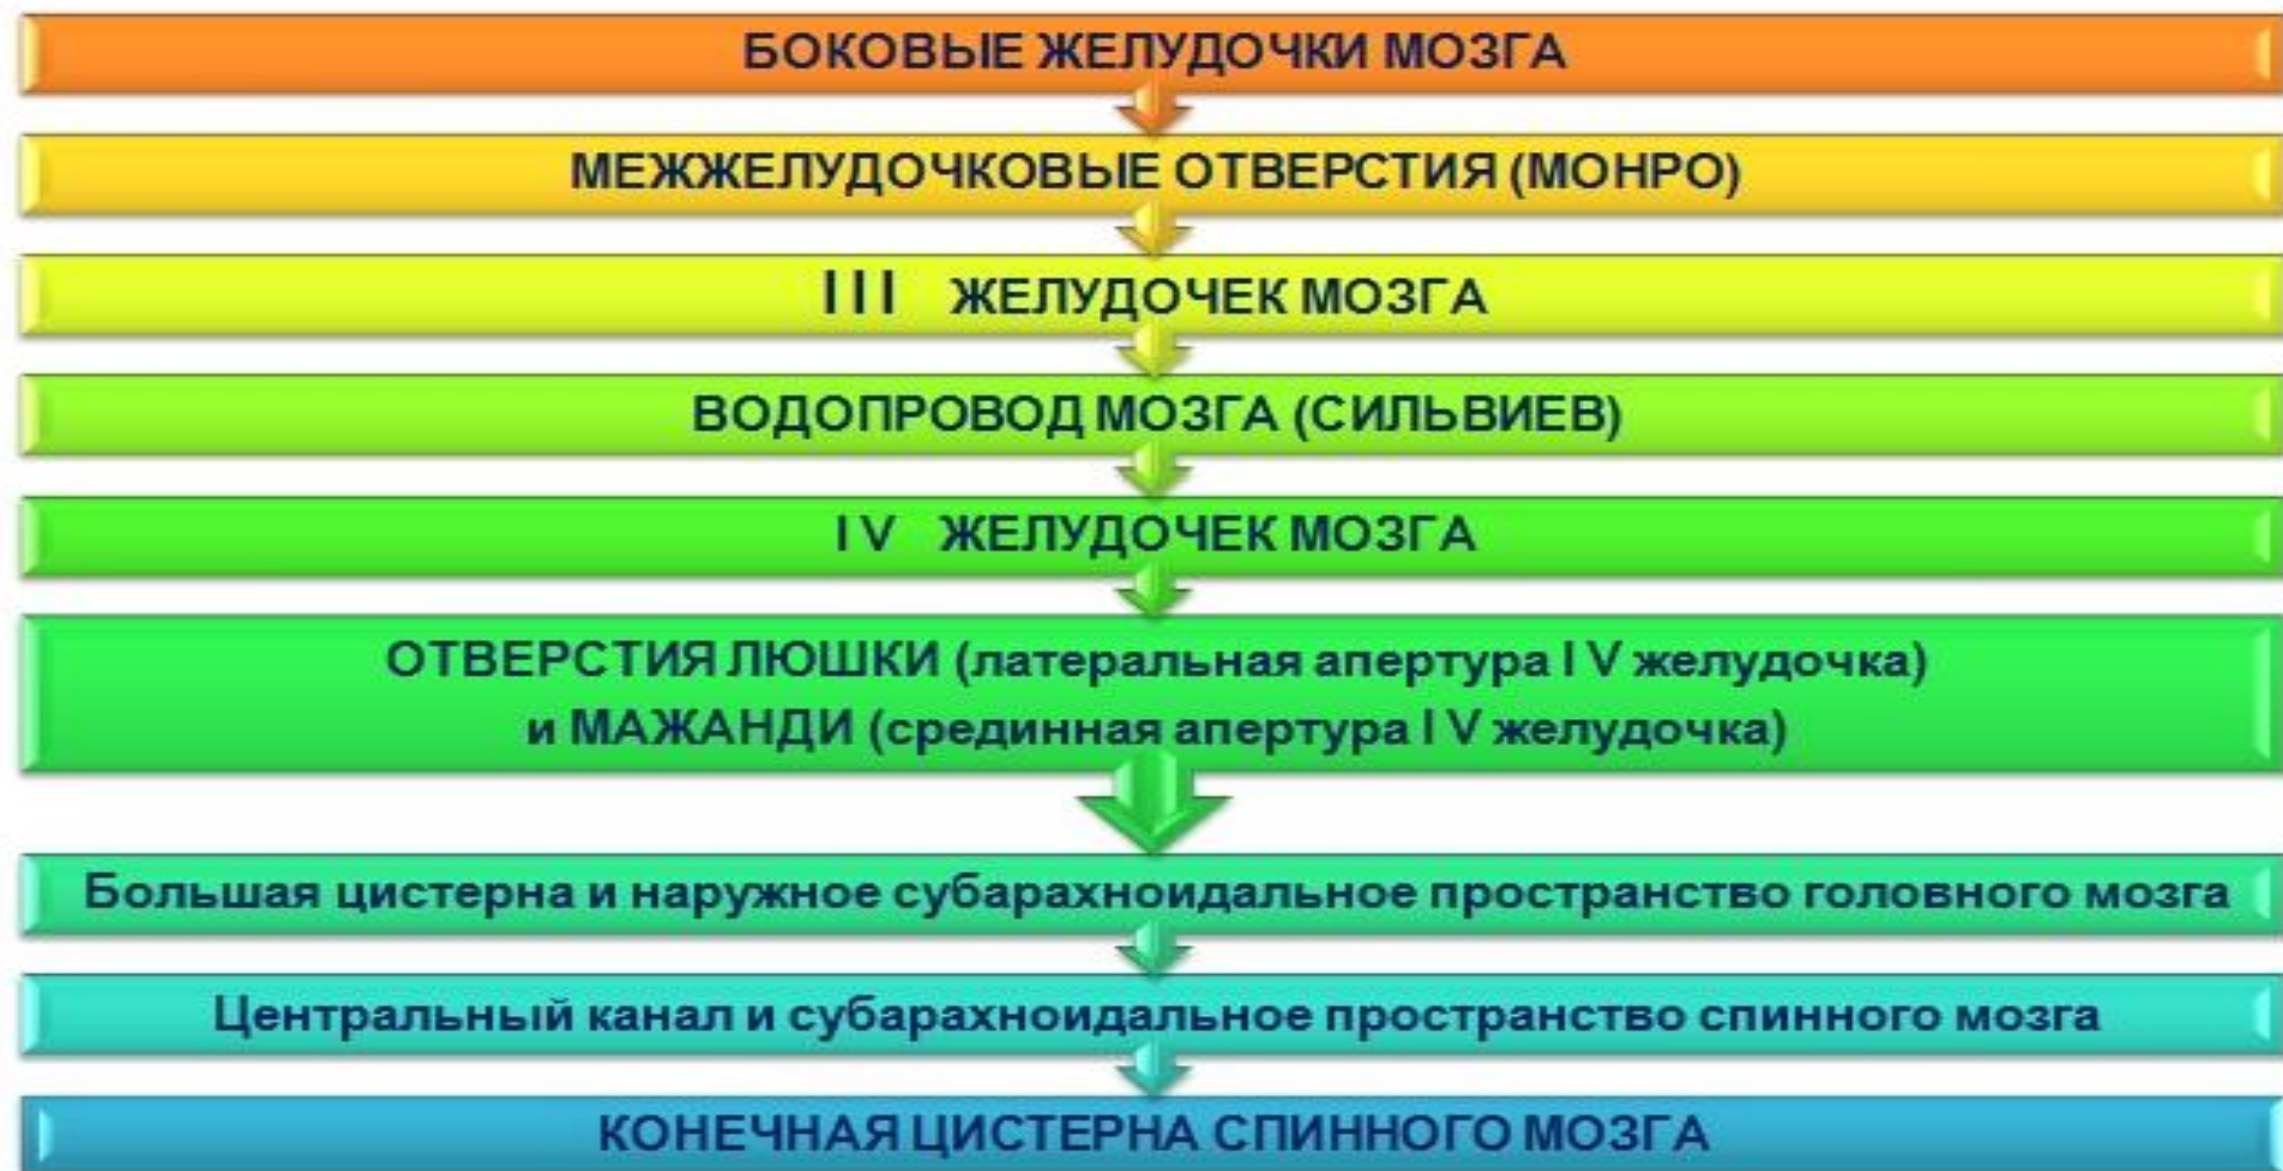 БОКОВЫЕ ЖЕЛУДОЧКИ МОЗГА
МЕЖЖЕЛУДОЧКОВЫЕ ОТВЕРСТИЯ (МОНРО)
III ЖЕЛУДОЧЕК МОЗГА
ВОДОПРОВОД МОЗГА (СИЛЬВИЕВ)
IV ЖЕЛУДОЧЕК МОЗГА
ОТВЕРСТИЯ ЛЮШКИ (латеральная апертура IV желудочка)
и МАЖАНДИ (срединная апертура IV желудочка)
Большая цистерна и наружное субарахноидальное пространство головного мозга
Центральный канал и субарахноидальное пространство спинного мозга
КОНЕЧНАЯ ЦИСТЕРНА СПИННОГО МОЗГА